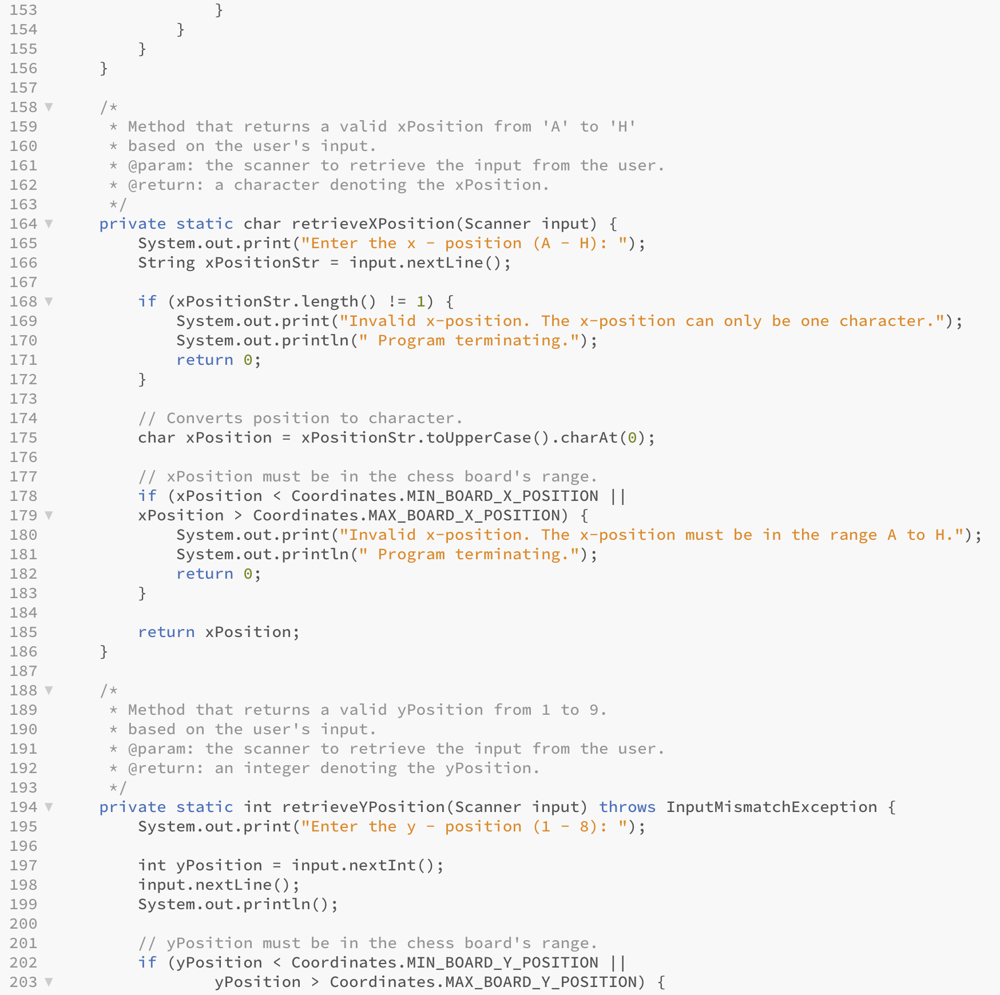 153                 }
154             }
155         }
156     }
157
158     /*
159      * Method that returns a valid xPosition from 'A' to 'H'
160      * based on the user's input.
161      * @param: the scanner to retrieve the input from the user.
162      * @return: a character denoting the xPosition.
163      */
164     private static char retrieveXPosition(Scanner input) {
165         System.out.print("Enter the x - position (A - H): ");
166         String xPositionStr = input.nextLine();
167
168         if (xPositionStr.length() != 1) {
169             System.out.print("Invalid x-position. The x-position can only be one character.");
170             System.out.println(" Program terminating.");
171             return 0;
172         }
173
174         // Converts position to character.
175         char xPosition = xPositionStr.toUpperCase().charAt(0);
176
177         // xPosition must be in the chess board's range.
178         if (xPosition < Coordinates.MIN_BOARD_X_POSITION ||
179         xPosition > Coordinates.MAX_BOARD_X_POSITION) {
180             System.out.print("Invalid x-position. The x-position must be in the range A to H.");
181             System.out.println(" Program terminating.");
182             return 0;
183         }
184
185         return xPosition;
186     }
187
188     /*
189      * Method that returns a valid yPosition from 1 to 9.
190      * based on the user's input.
191      * @param: the scanner to retrieve the input from the user.
192      * @return: an integer denoting the yPosition.
193      */
194     private static int retrieveYPosition(Scanner input) throws InputMismatchException {
195         System.out.print("Enter the y - position (1 - 8): ");
196
197         int yPosition = input.nextInt();
198         input.nextLine();
199         System.out.println();
200
201         // yPosition must be in the chess board's range.
202         if (yPosition < Coordinates.MIN_BOARD_Y_POSITION ||
203                 yPosition > Coordinates.MAX_BOARD_Y_POSITION) {